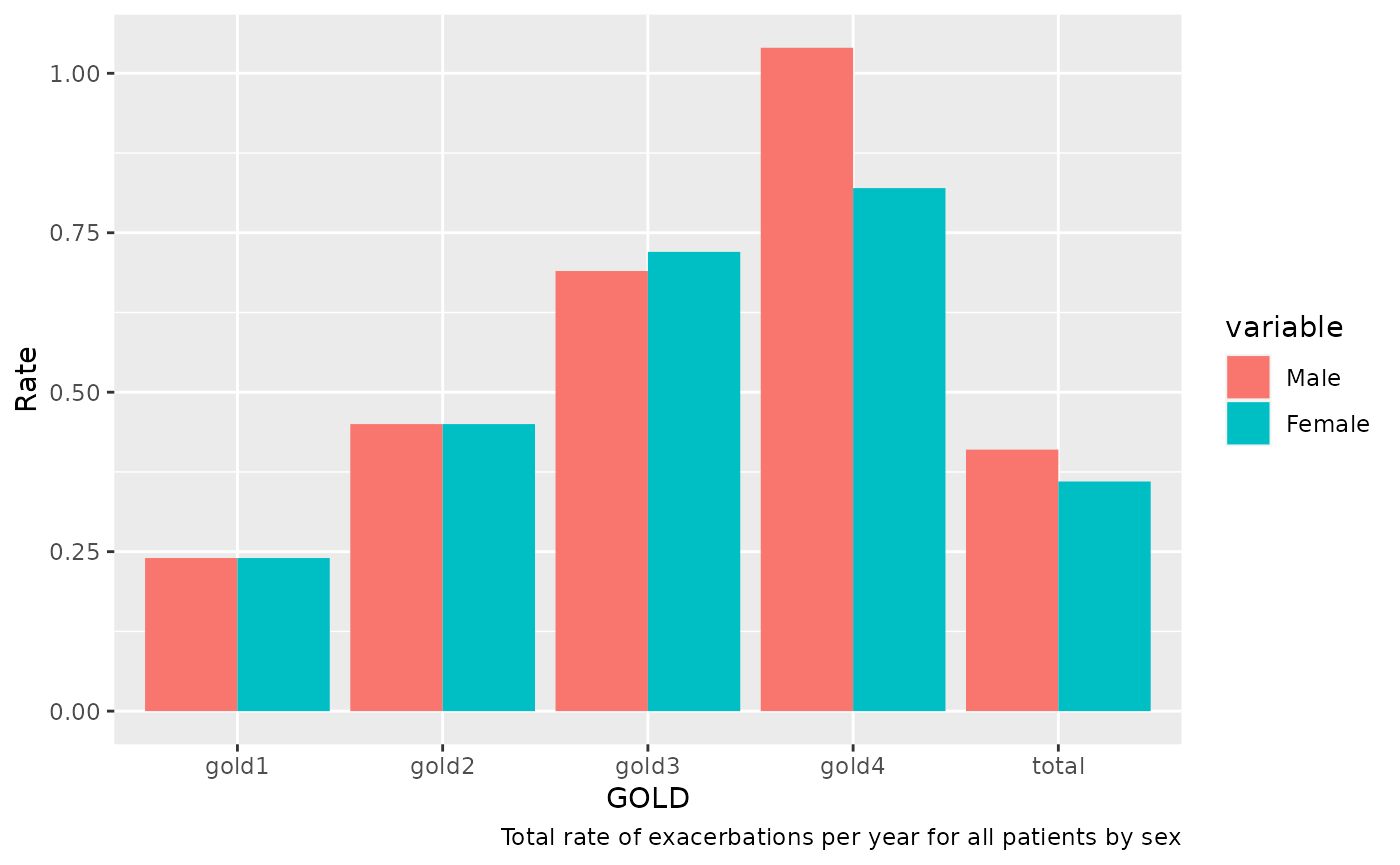 1.00
0.75
0.50
0.25
0.00
Rate
gold1 gold2 gold3 gold4 total
GOLD
Total rate of exacerbations per year for all patients by sex
variable
Male
Female